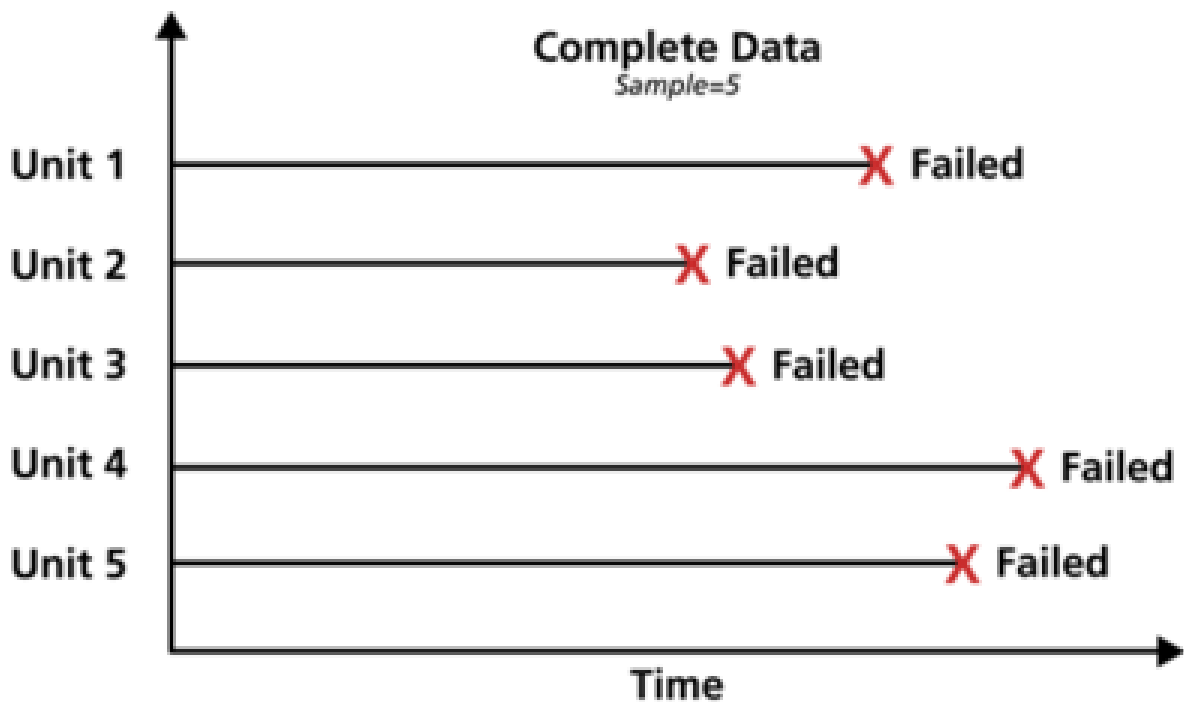 Complete Data
Sample=5
Unit 1 X Failed
Unit 2 X Failed
Unit 3 X Failed
Unit 4 X Failed
Unit 5 X Failed
Time